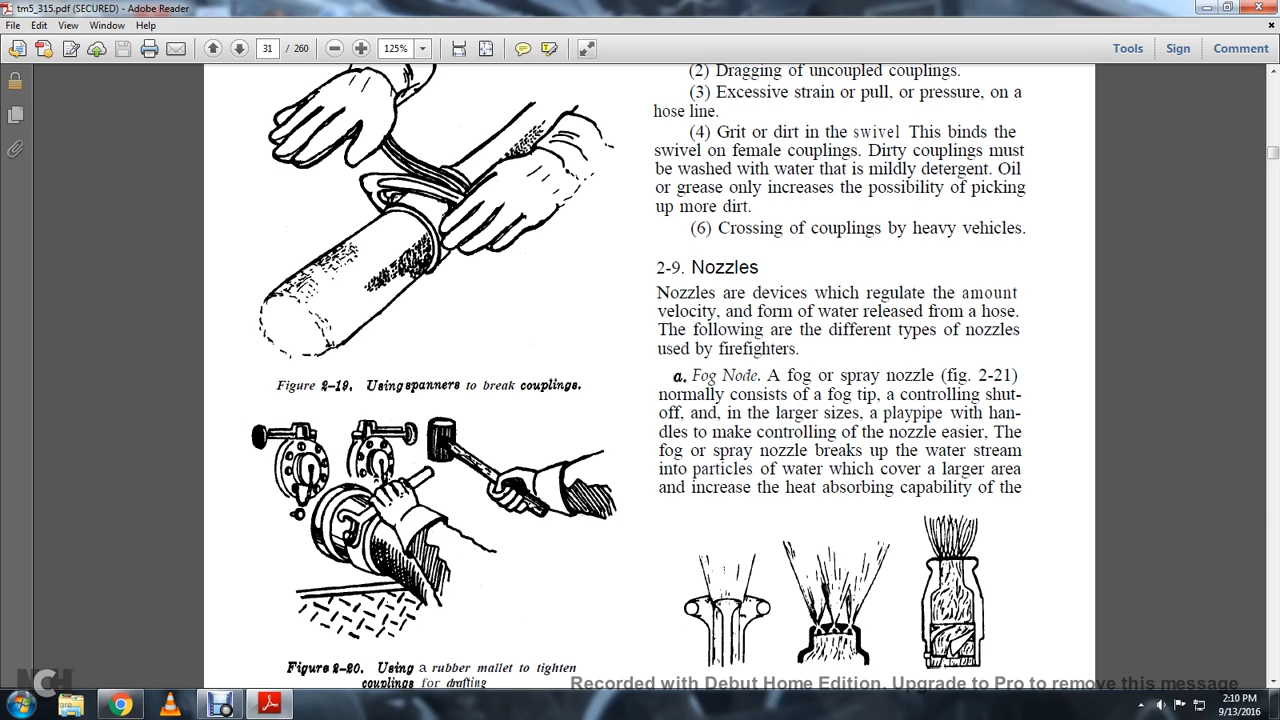 tm5_315.pdf (SECURED) - Adobe Reader
File Edit View Window Help
31 / 260 125% Tools Sign Comment
Figure 2-19. Using spanners to break couplings.
Figure 2-20. Using a rubber mallet to tighten
couplings for drafting
(2) Dragging of uncoupled couplings.
(3) Excessive strain or pull, or pressure, on a
hose line.
(4) Grit or dirt in the swivel This binds the
swivel on female couplings. Dirty couplings must
be washed with water that is mildly detergent. Oil
or grease only increases the possibility of picking
up more dirt.
(6) Crossing of couplings by heavy vehicles.
2-9. Nozzles
Nozzles are devices which regulate the amount
velocity, and form of water released from a hose.
The following are the different types of nozzles
used by firefighters.
a. Fog Node. A fog or spray nozzle (fig. 2-21)
normally consists of a fog tip, a controlling shut-
off, and, in the larger sizes, a playpipe with han-
dles to make controlling of the nozzle easier, The
fog or spray nozzle breaks up the water stream
into particles of water which cover a larger area
and increase the heat absorbing capability of the
Recorded with Debut Home Edition. Upgrade to Pro to remove this message
NCH
2:10 PM
9/13/2016